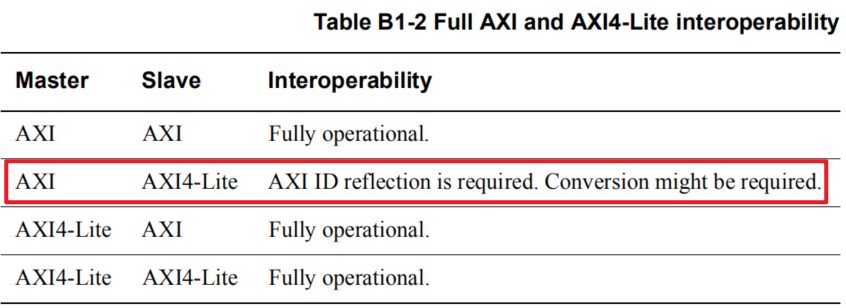 Table B1-2 Full AXI and AXI4-Lite interoperability
Master Slave Interoperability
AXI AXI Fully operational.
AXI AXI4-Lite AXI ID reflection is required. Conversion might be required.
AXI4-Lite AXI Fully operational.
AXI4-Lite AXI4-Lite Fully operational.